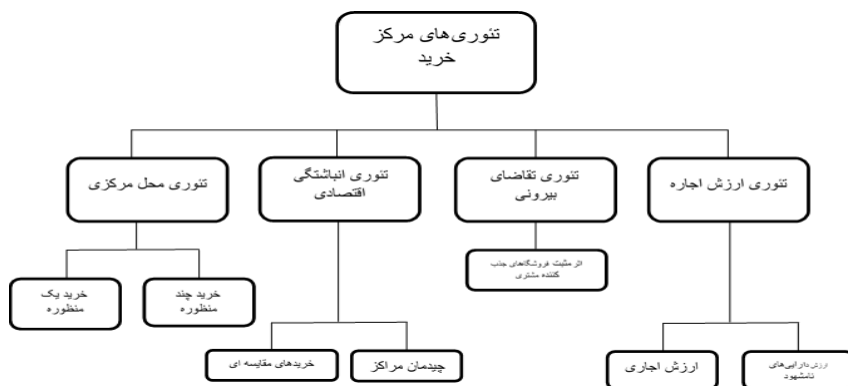 تئوری‌های مرکز
خرید
تئوری ارزش اجاره
تئوری تقاضای
بیرونی
تئوری انباشتگی
اقتصادی
تئوری محل مرکزی
اثر مثبت فروشگاه‌های جذب
کننده مشتری
خرید چند
منظوره
خرید یک
منظوره
ارزش دارایی‌های
نامشهود
ارزش اجاری
چیدمان مراکز
خریدهای مقایسه ای